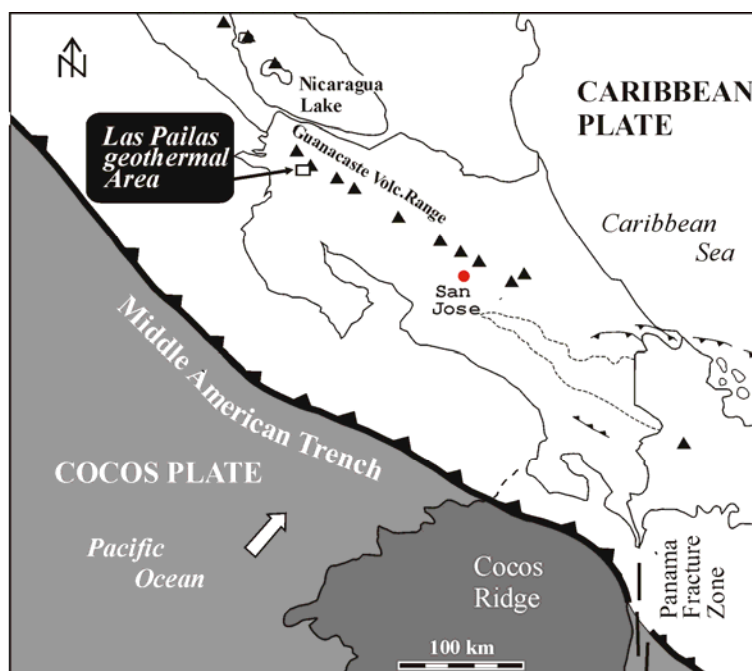 N
Nicaragua
Lake
CARIBBEAN
PLATE
Las Pailas
geothermal
Area
Guanacaste Volc.Range
Caribbean
Sea
San
Jose
Middle American Trench
COCOS PLATE
Pacific
Ocean
Cocos
Ridge
Panama
Fracture
Zone
100 km